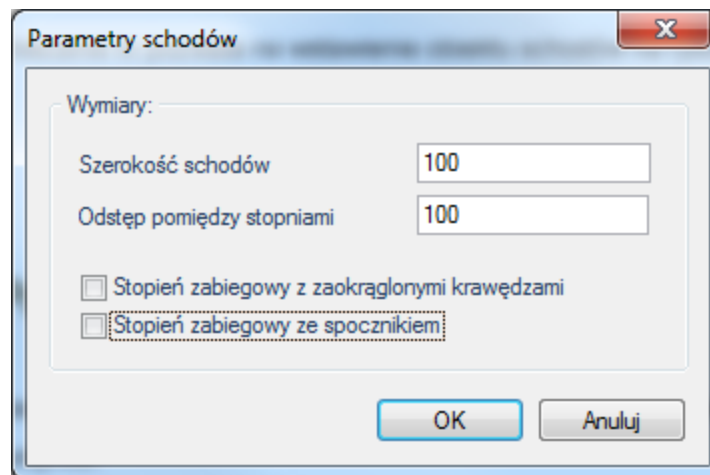 Parametry schodów
Wymiary:
Szerokość schodów 100
Odstęp pomiędzy stopniami 100
Stopień zabiegowy z zaokrąglonymi krawędzami
Stopień zabiegowy ze spocznikiem
OK Anuluj